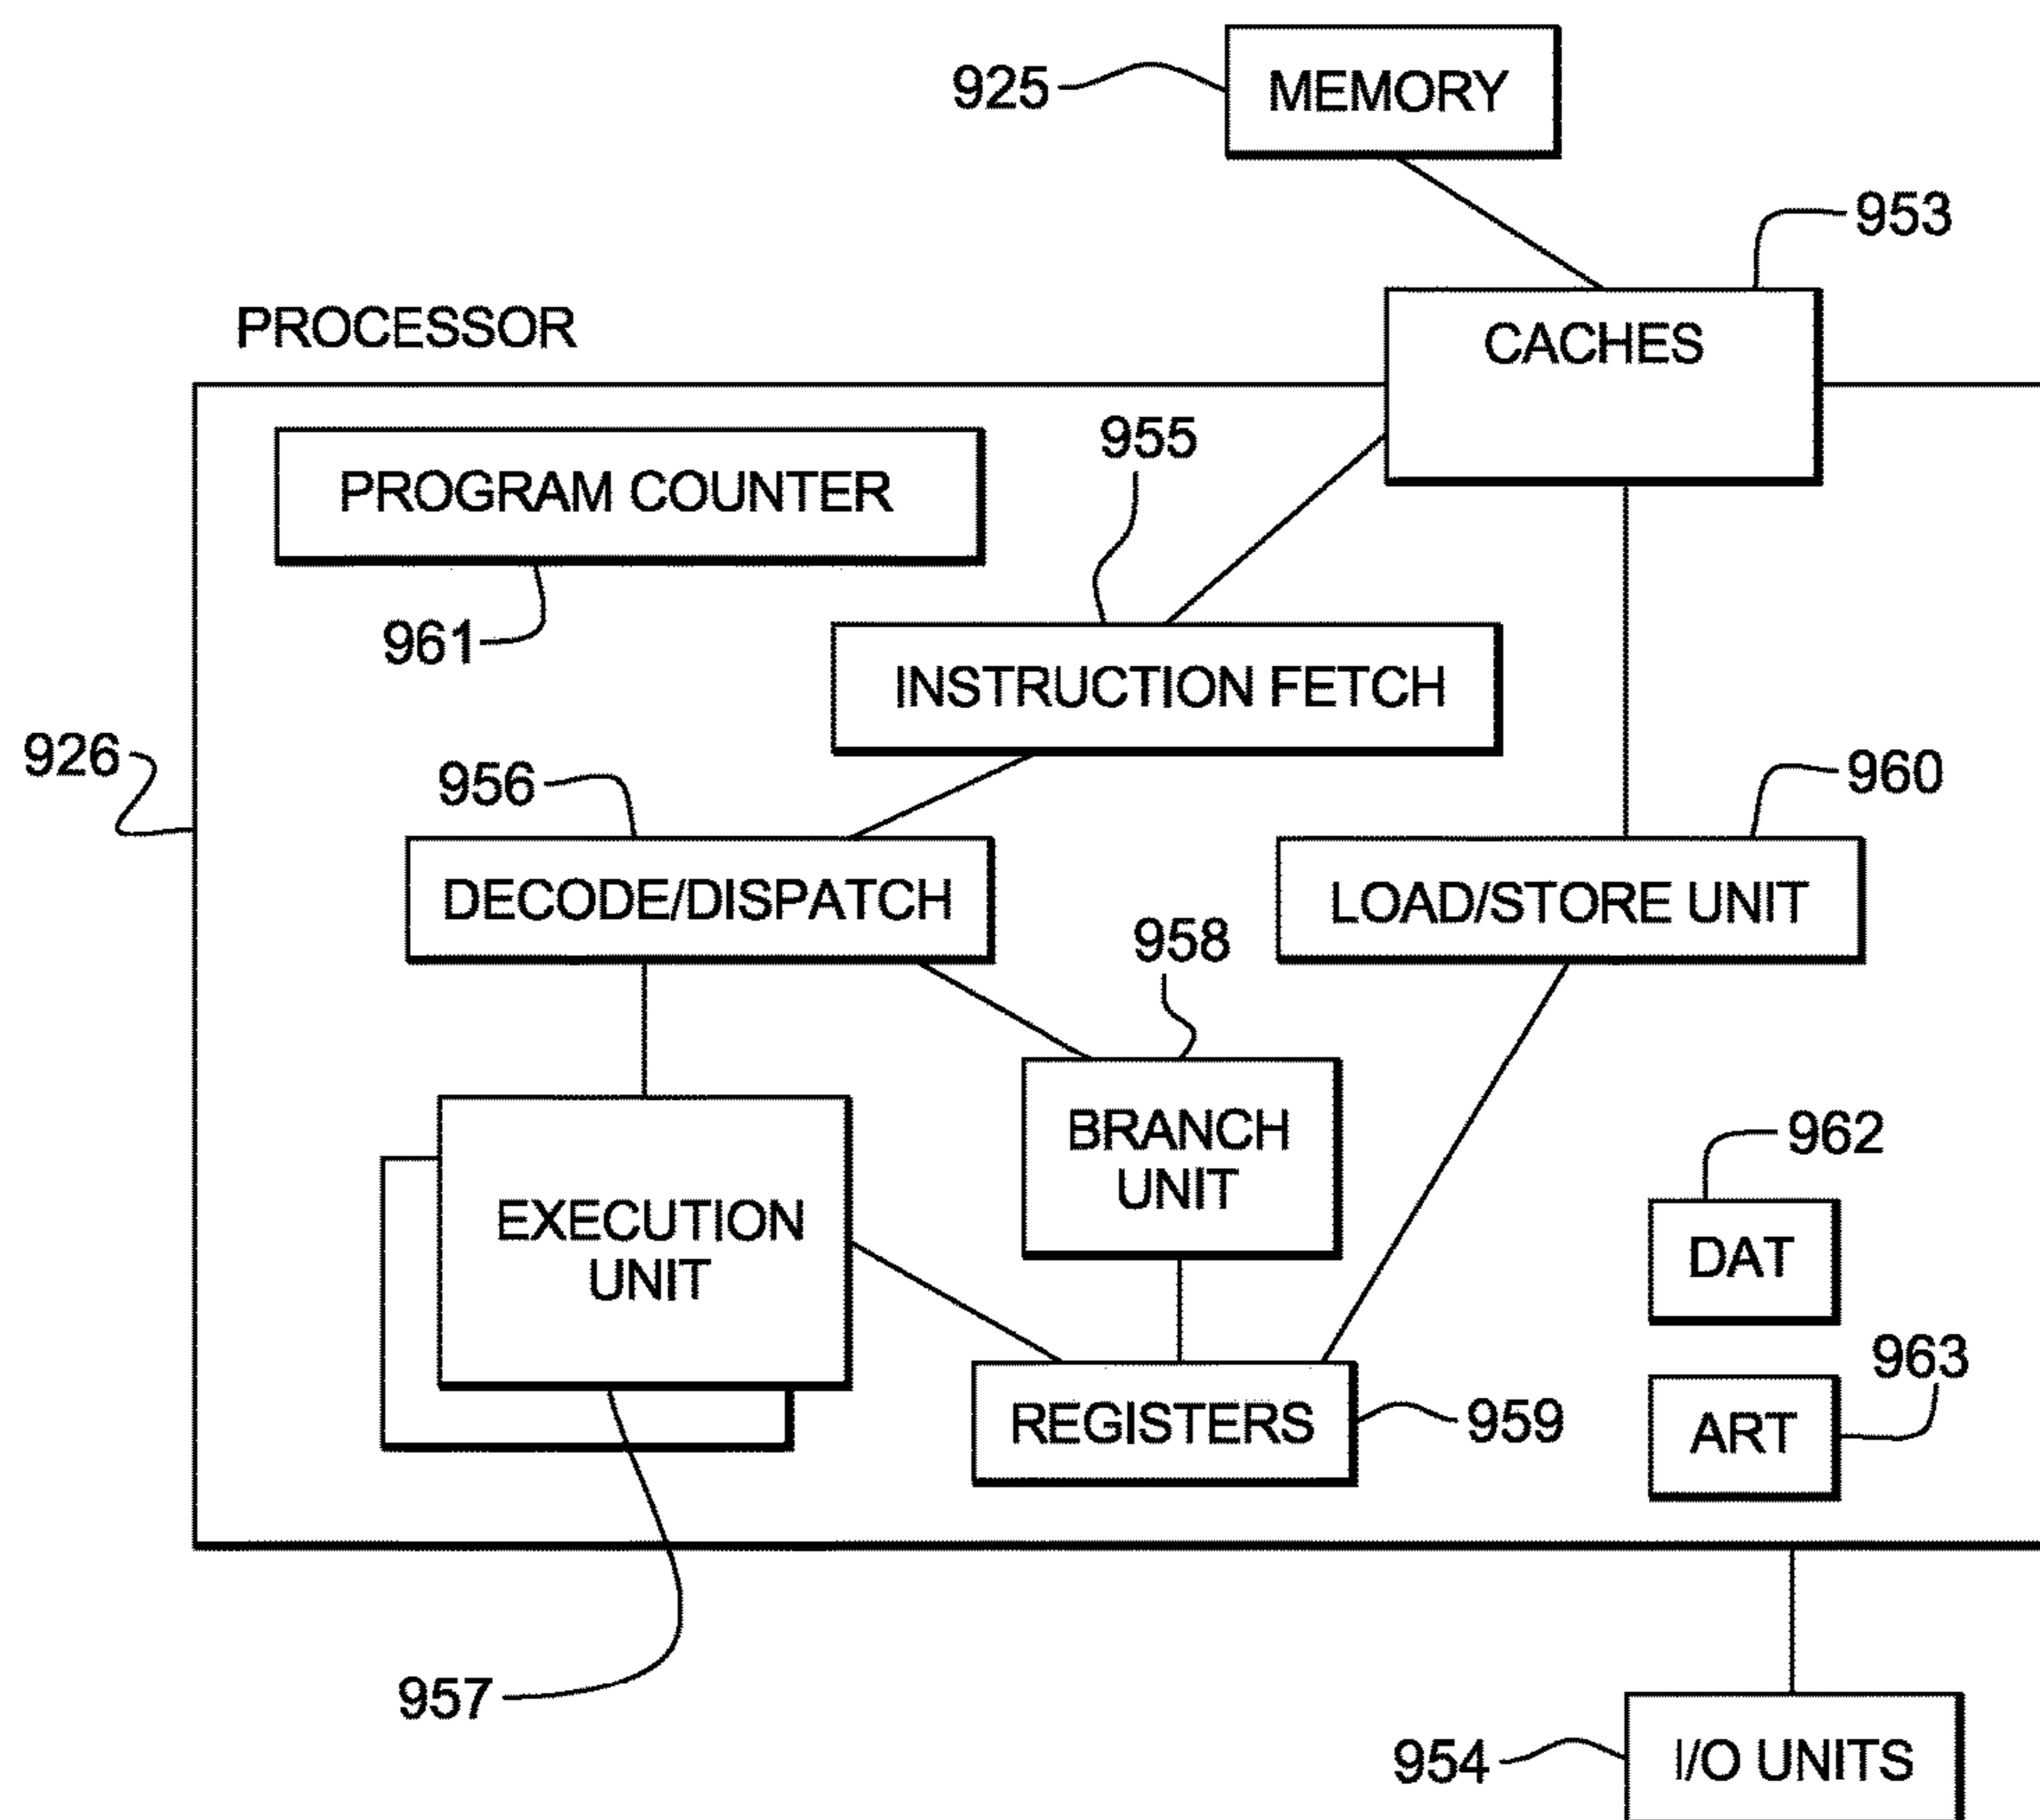 925
MEMORY
953
PROCESSOR
CACHES
955
PROGRAM COUNTER
961
INSTRUCTION FETCH
926
956
960
DECODE/DISPATCH
LOAD/STORE UNIT
958
BRANCH
UNIT
962
EXECUTION
UNIT
DAT
963
REGISTERS
959
ART
957
954
I/O UNITS